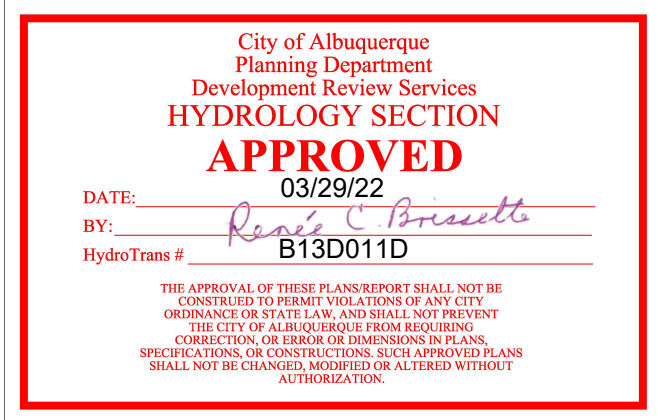 City of Albuquerque
Planning Department
Development Review Services
HYDROLOGY SECTION
APPROVED
DATE: 03/29/22
BY: Renée C. Brissette
HydroTrans # B13D011D
THE APPROVAL OF THESE PLANS/REPORT SHALL NOT BE
CONSTRUED TO PERMIT VIOLATIONS OF ANY CITY
ORDINANCE OR STATE LAW, AND SHALL NOT PREVENT
THE CITY OF ALBUQUERQUE FROM REQUIRING
CORRECTION, OR ERROR OR DIMENSIONS IN PLANS,
SPECIFICATIONS, OR CONSTRUCTIONS. SUCH APPROVED PLANS
SHALL NOT BE CHANGED, MODIFIED OR ALTERED WITHOUT
AUTHORIZATION.